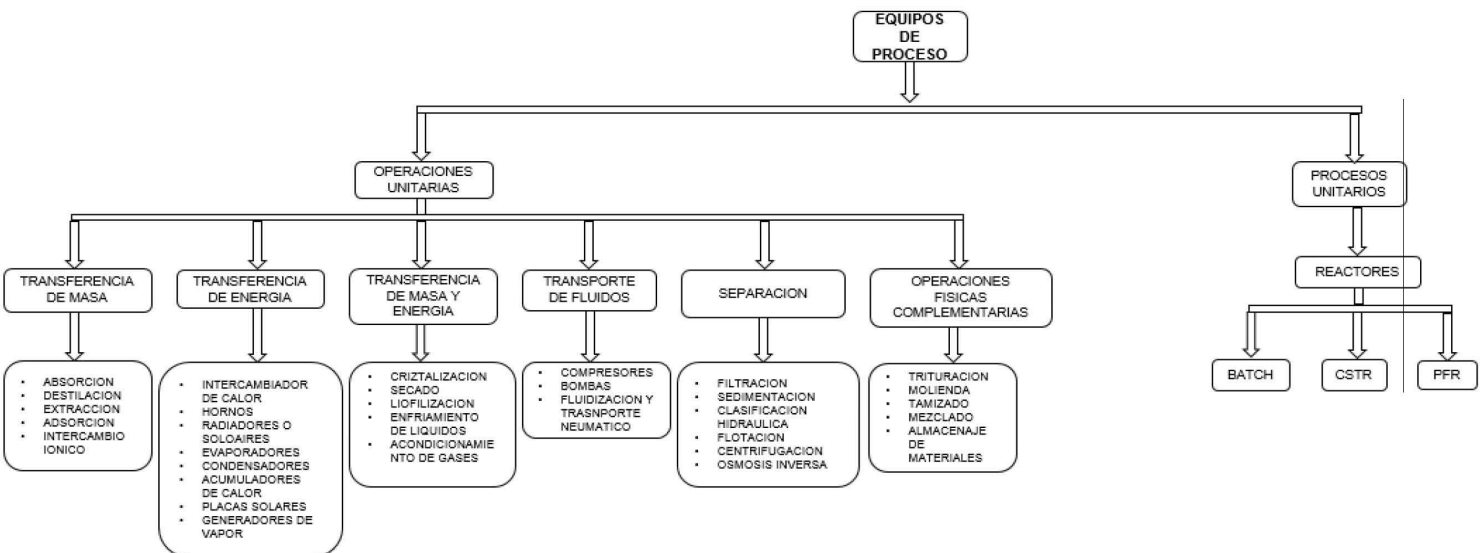 EQUIPOS
DE
PROCESO
OPERACIONES
UNITARIAS
PROCESOS
UNITARIOS
TRANSFERENCIA
DE MASA
TRANSFERENCIA
DE ENERGIA
TRANSFERENCIA
DE MASA Y
ENERGIA
TRANSPORTE
DE FLUIDOS
SEPARACION
OPERACIONES
FISICAS
COMPLEMENTARIAS
REACTORES
• ABSORCION
• DESTILACION
• EXTRACCION
• ADSORCION
• INTERCAMBIO
IONICO
• INTERCAMBIADOR
DE CALOR
• HORNOS
• RADIADORES O
SOLOAIRES
• EVAPORADORES
• CONDENSADORES
• ACUMULADORES
DE CALOR
• PLACAS SOLARES
• GENERADORES DE
VAPOR
• CRIZTALIZACION
• SECADO
• LIOFILIZACION
• ENFRIAMIENTO
DE LIQUIDOS
• ACONDICIONAMIE
NTO DE GASES
• COMPRESORES
• BOMBAS
• FLUIDIZACION Y
TRASNPORTE
NEUMATICO
• FILTRACION
• SEDIMENTACION
• CLASIFICACION
HIDRAULICA
• FLOTACION
• CENTRIFUGACION
• OSMOSIS INVERSA
• TRITURACION
• MOLIENDA
• TAMIZADO
• MEZCLADO
• ALMACENAJE
DE
MATERIALES
BATCH
CSTR
PFR